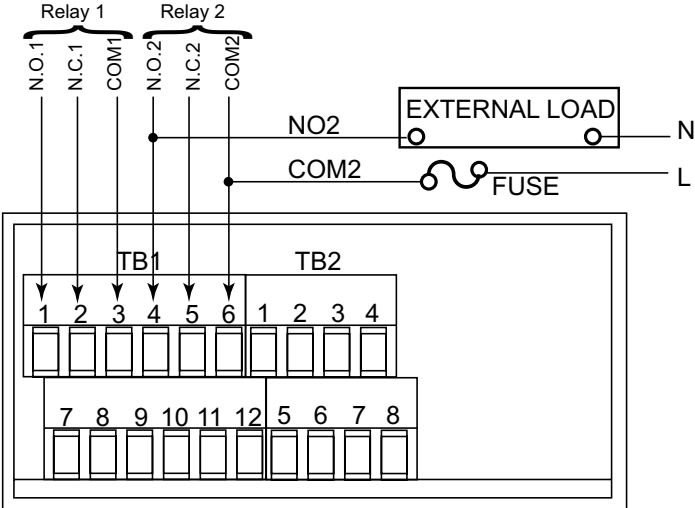 Relay 1 Relay 2
N.O.1 N.C.1 COM1 N.O.2 N.C.2 COM2
EXTERNAL LOAD
NO2 N
COM2 L
FUSE
TB1 TB2
1 2 3 4 5 6 1 2 3 4
7 8 9 10 11 12 5 6 7 8